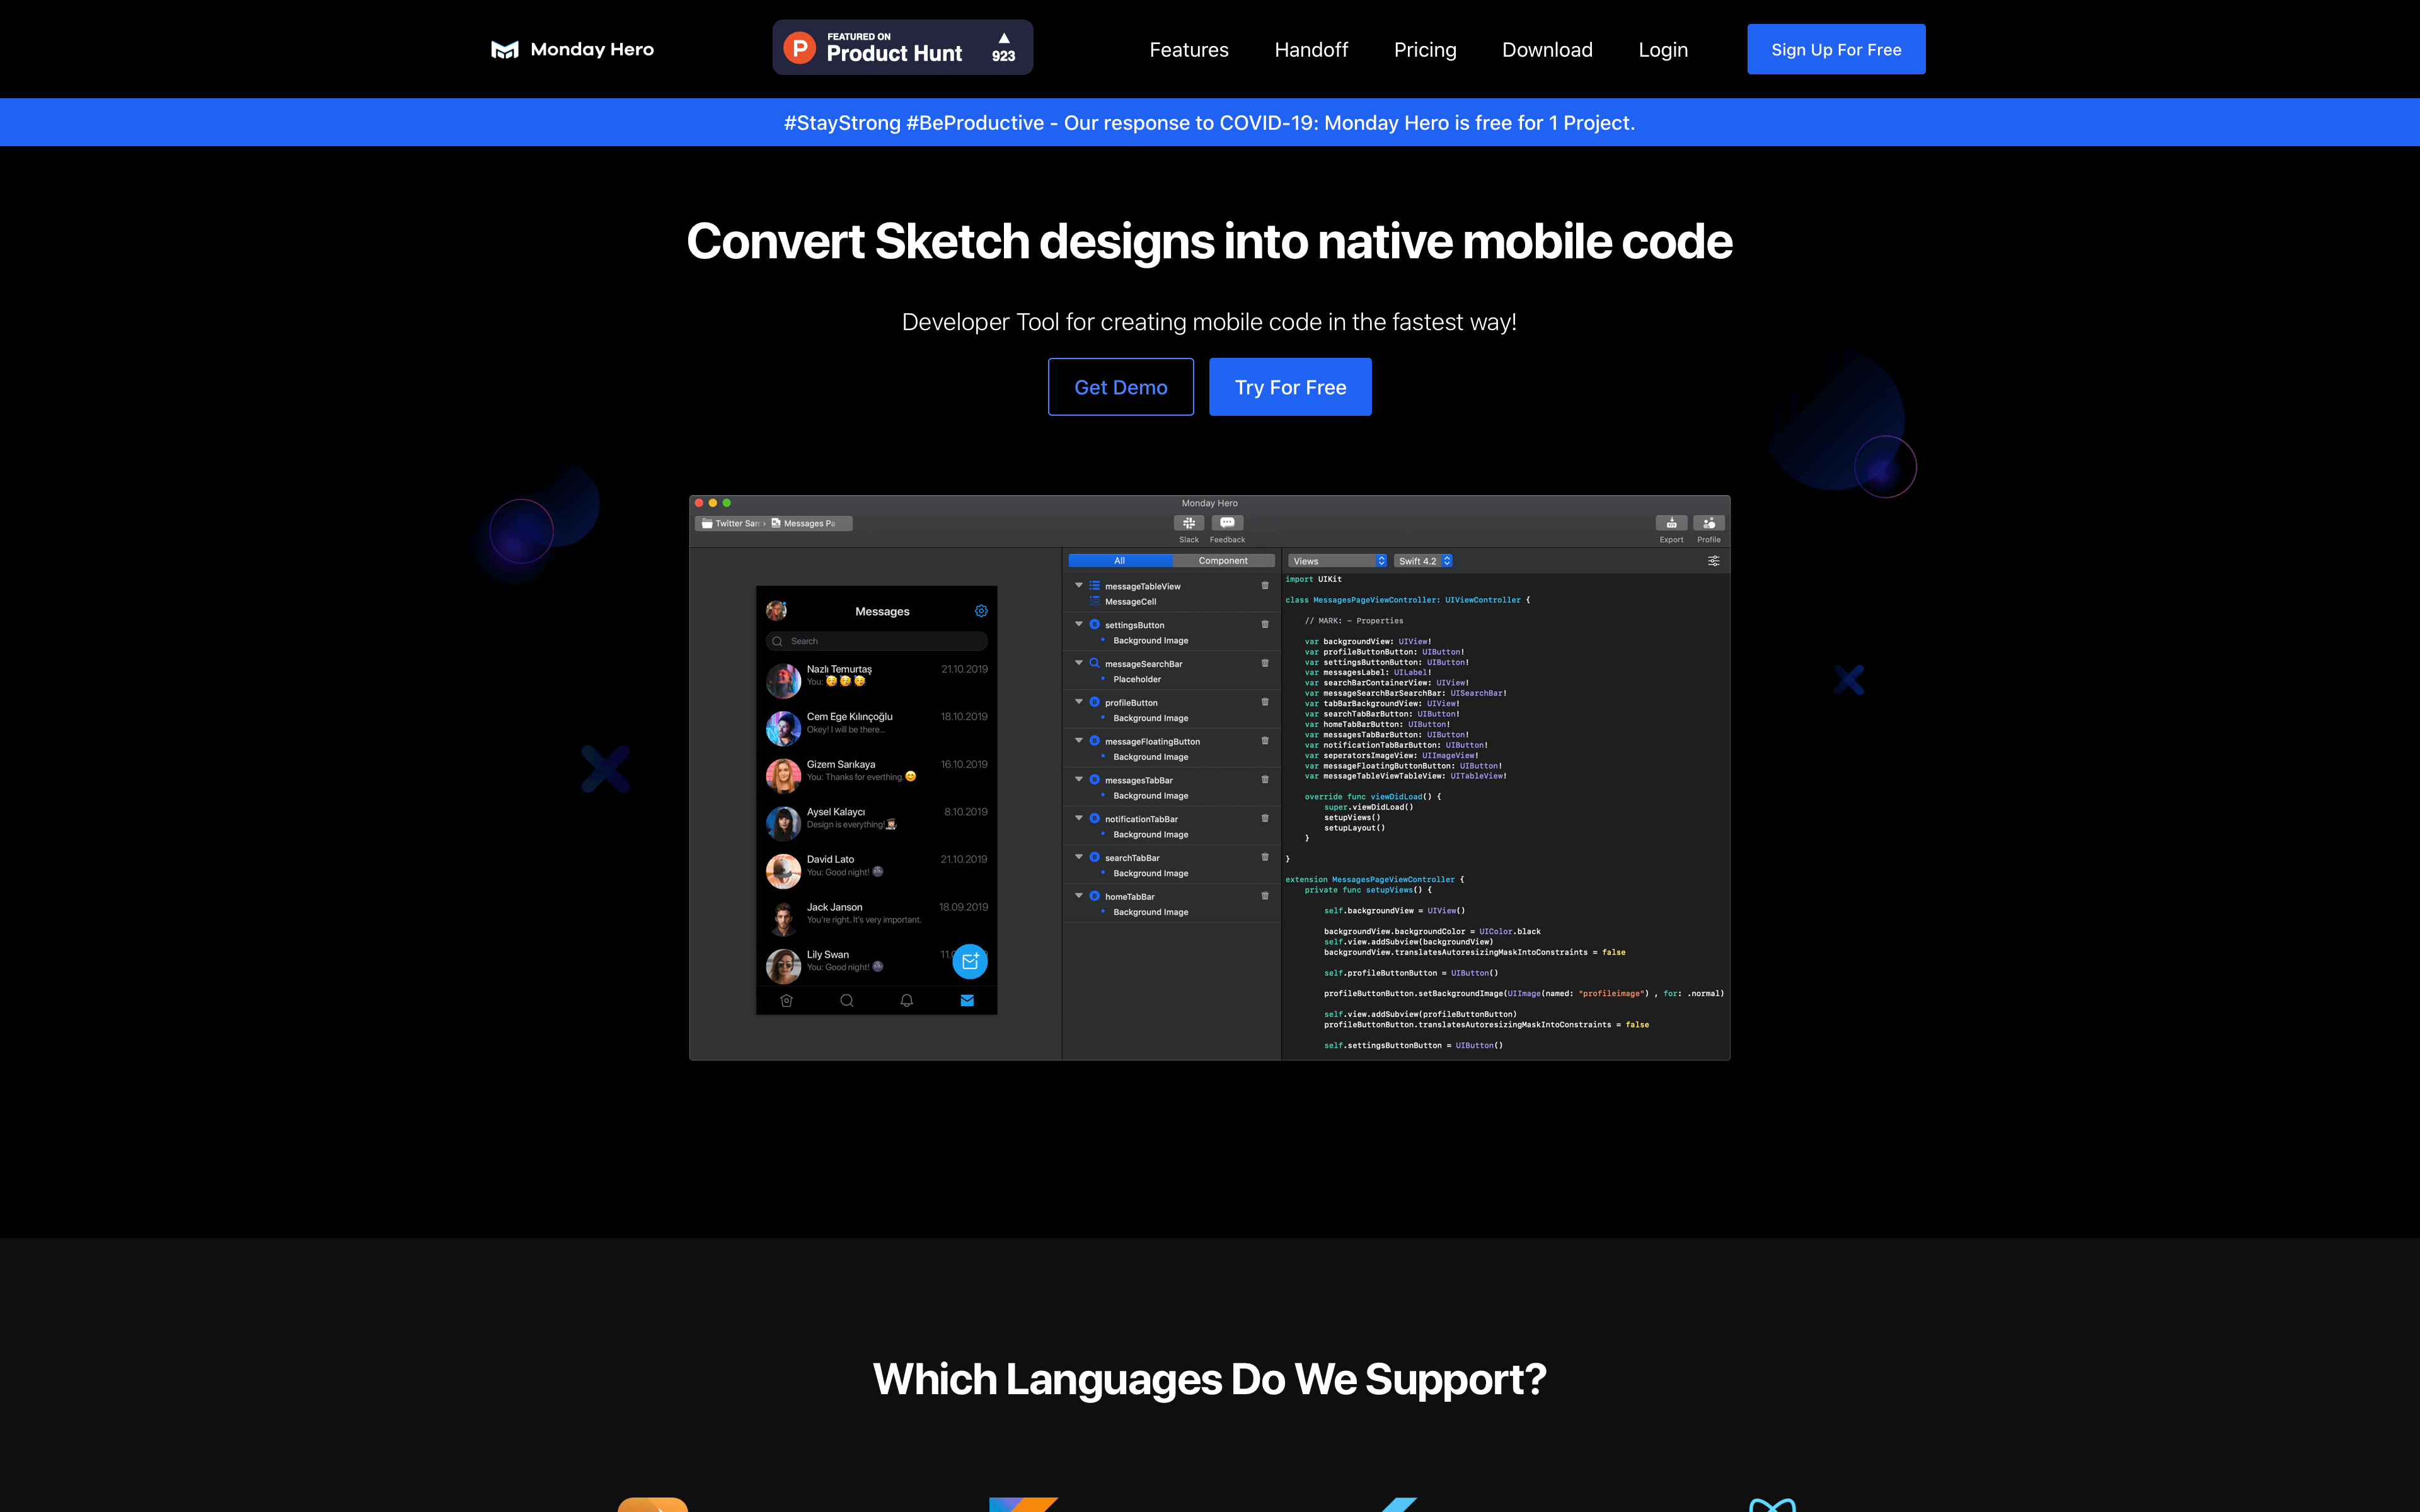 Monday Hero
FEATURED ON
Product Hunt
923
Features
Handoff
Pricing
Download
Login
Sign Up For Free
#StayStrong #BeProductive - Our response to COVID-19: Monday Hero is free for 1 Project.
Convert Sketch designs into native mobile code
Developer Tool for creating mobile code in the fastest way!
Get Demo
Try For Free
Monday Hero
Twitter Sam
Messages Pa
Slack
Feedback
Export
Profile
Messages
Search
Nazlı Temurtaş
21.10.2019
You: 🥳🥳🥳
Cem Ege Kılınçoğlu
18.10.2019
Okey! I will be there...
Gizem Sarıkaya
16.10.2019
You: Thanks for everthing.😊
Aysel Kalaycı
8.10.2019
Design is everything!
David Lato
21.10.2019
You: Good night!
Jack Janson
18.09.2019
You're right. It's very important.
Lily Swan
You: Good night!
All
Component
messageTableView
MessageCell
settingsButton
Background Image
messageSearchBar
Placeholder
profileButton
Background Image
messageFloatingButton
Background Image
messagesTabBar
Background Image
notificationTabBar
Background Image
searchTabBar
Background Image
homeTabBar
Background Image
Views
Swift 4.2
import UIKit
class MessagesPageViewController: UIViewController {
// MARK: - Properties
var backgroundView: UIView!
var profileButtonButton: UIButton!
var settingsButtonButton: UIButton!
var messagesLabel: UILabel!
var searchBarContainerView: UIView!
var messageSearchBarSearchBar: UISearchBar!
var tabBarBackgroundView: UIView!
var searchTabBarButton: UIButton!
var homeTabBarButton: UIButton!
var messagesTabBarButton: UIButton!
var notificationTabBarButton: UIButton!
var seperatorsImageView: UIImageView!
var messageFloatingButtonButton: UIButton!
var messageTableViewTableView: UITableView!
override func viewDidLoad() {
super.viewDidLoad()
setupViews()
setupLayout()
}
}
extension MessagesPageViewController {
private func setupViews() {
self.backgroundView = UIView()
backgroundView.backgroundColor = UIColor.black
self.view.addSubview(backgroundView)
backgroundView.translatesAutoresizingMaskIntoConstraints = false
self.profileButtonButton = UIButton()
profileButtonButton.setBackgroundImage(UIImage(named: "profileimage") , for: .normal)
self.view.addSubview(profileButtonButton)
profileButtonButton.translatesAutoresizingMaskIntoConstraints = false
self.settingsButtonButton = UIButton()
Which Languages Do We Support?